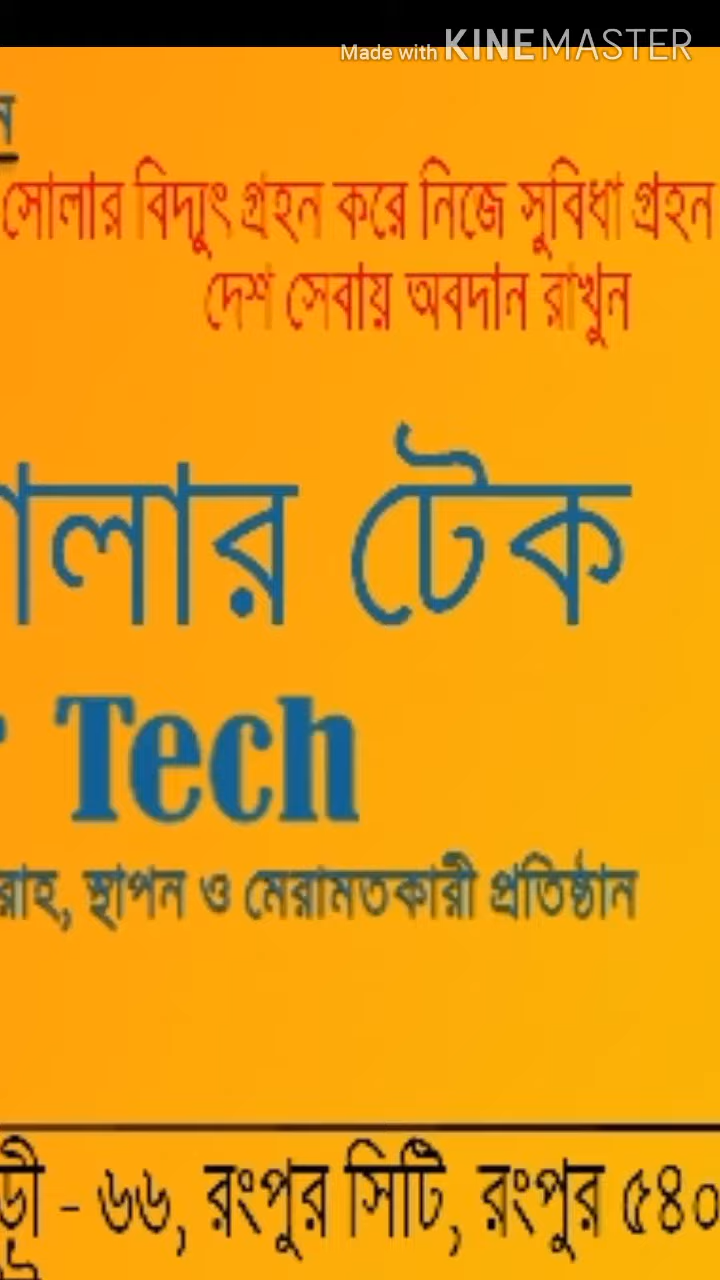 Made with KINEMASTER
সোলার বিদ্যুৎ গ্রহন করে নিজে সুবিধা গ্রহন
দেশ সেবায় অবদান রাখুন
টেক
Tech
স্থাপন ও মেরামতকারী প্রতিষ্ঠান
- ৬৬, রংপুর সিটি, রংপুর ৫৪০